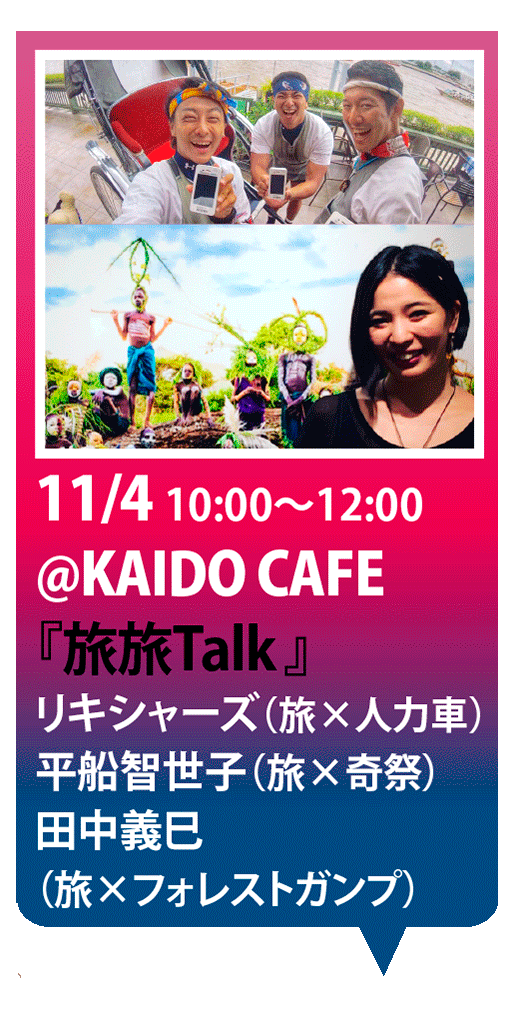 11/4 10:00～12:00
@KAIDO CAFE
『旅旅Talk』
リキシャーズ（旅×人力車）
平船智世子（旅×奇祭）
田中義巳
（旅×フォレストガンプ）